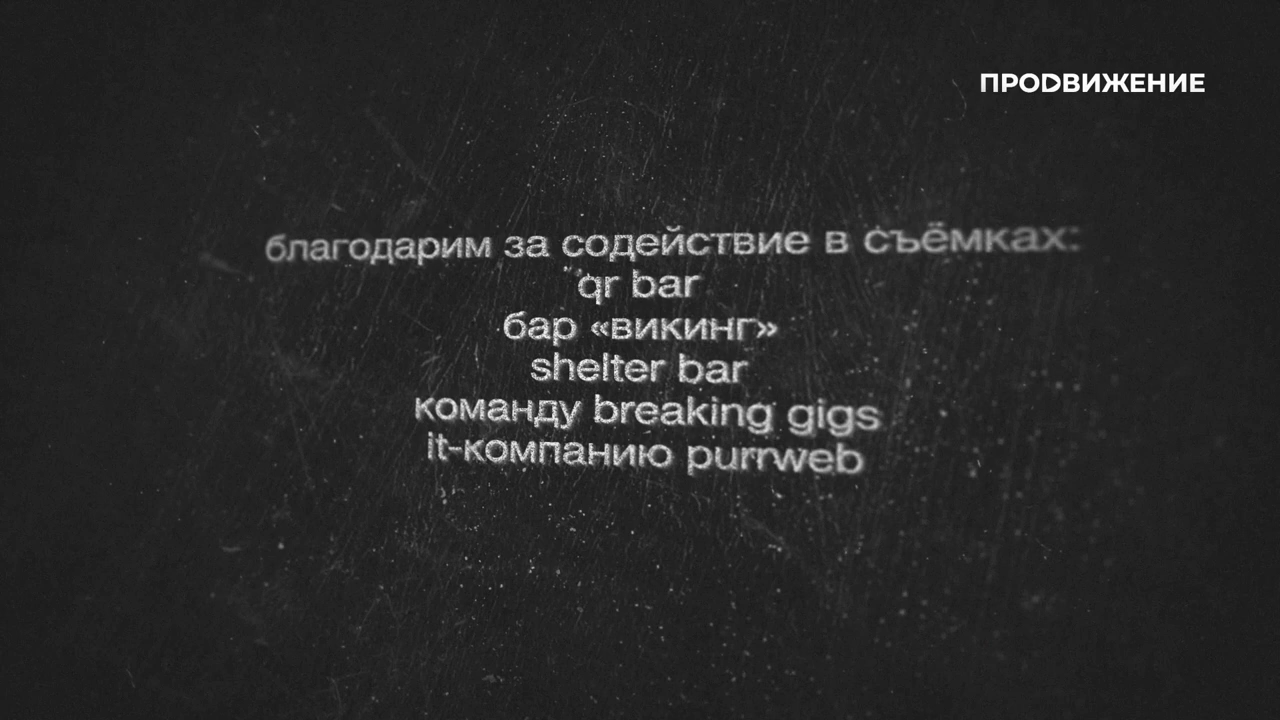 ПРОДВИЖЕНИЕ
благодарим за содействие в съёмках:
qr bar
бар «викинг»
shelter bar
команду breaking gigs
it-компанию purrweb